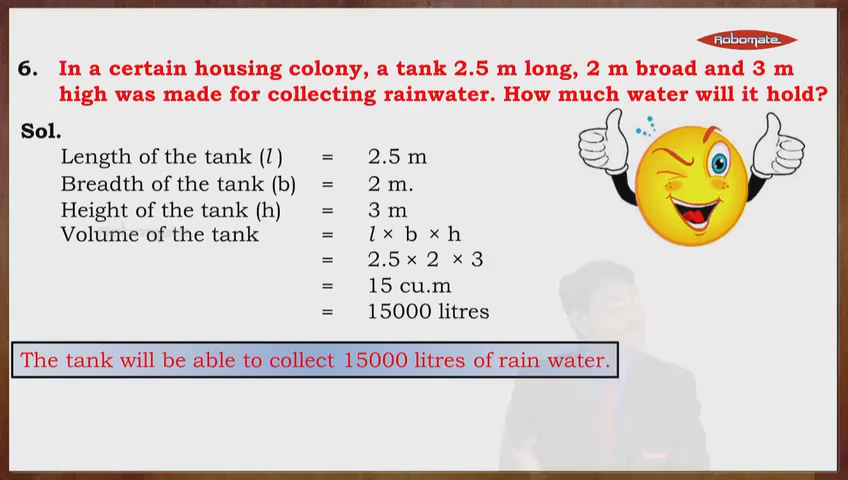 Robomate
6. In a certain housing colony, a tank 2.5 m long, 2 m broad and 3 m
high was made for collecting rainwater. How much water will it hold?
Sol.
Length of the tank (l) = 2.5 m
Breadth of the tank (b) = 2 m.
Height of the tank (h) = 3 m
Volume of the tank = l × b × h
= 2.5 × 2 × 3
= 15 cu.m
= 15000 litres
The tank will be able to collect 15000 litres of rain water.